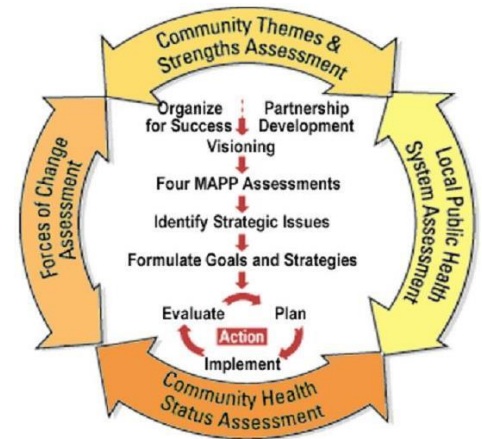 Community Themes &
Strengths Assessment
Organize
for Success
Partnership
Development
Visioning
Four MAPP Assessments
Identify Strategic Issues
Formulate Goals and Strategies
Evaluate
Plan
Action
Implement
Forces of Change
Assessment
Local Public Health
System Assessment
Community Health
Status Assessment